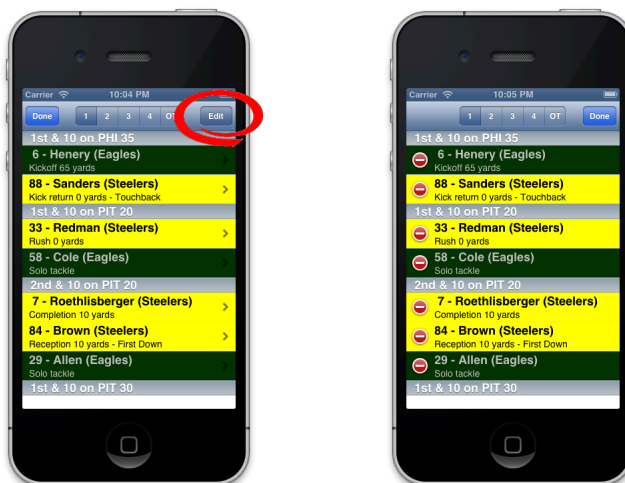 Carrier 10:04 PM
Done 1 2 3 4 OT Edit
1st & 10 on PHI 35
6 - Henery (Eagles)
Kickoff 65 yards
88 - Sanders (Steelers)
Kick return 0 yards - Touchback
1st & 10 on PIT 20
33 - Redman (Steelers)
Rush 0 yards
58 - Cole (Eagles)
Solo tackle
2nd & 10 on PIT 20
7 - Roethlisberger (Steelers)
Completion 10 yards
84 - Brown (Steelers)
Reception 10 yards - First Down
29 - Allen (Eagles)
Solo tackle
1st & 10 on PIT 30
Carrier 10:05 PM
1 2 3 4 OT Done
1st & 10 on PHI 35
6 - Henery (Eagles)
Kickoff 65 yards
88 - Sanders (Steelers)
Kick return 0 yards - Touchback
1st & 10 on PIT 20
33 - Redman (Steelers)
Rush 0 yards
58 - Cole (Eagles)
Solo tackle
2nd & 10 on PIT 20
7 - Roethlisberger (Steelers)
Completion 10 yards
84 - Brown (Steelers)
Reception 10 yards - First Down
29 - Allen (Eagles)
Solo tackle
1st & 10 on PIT 30